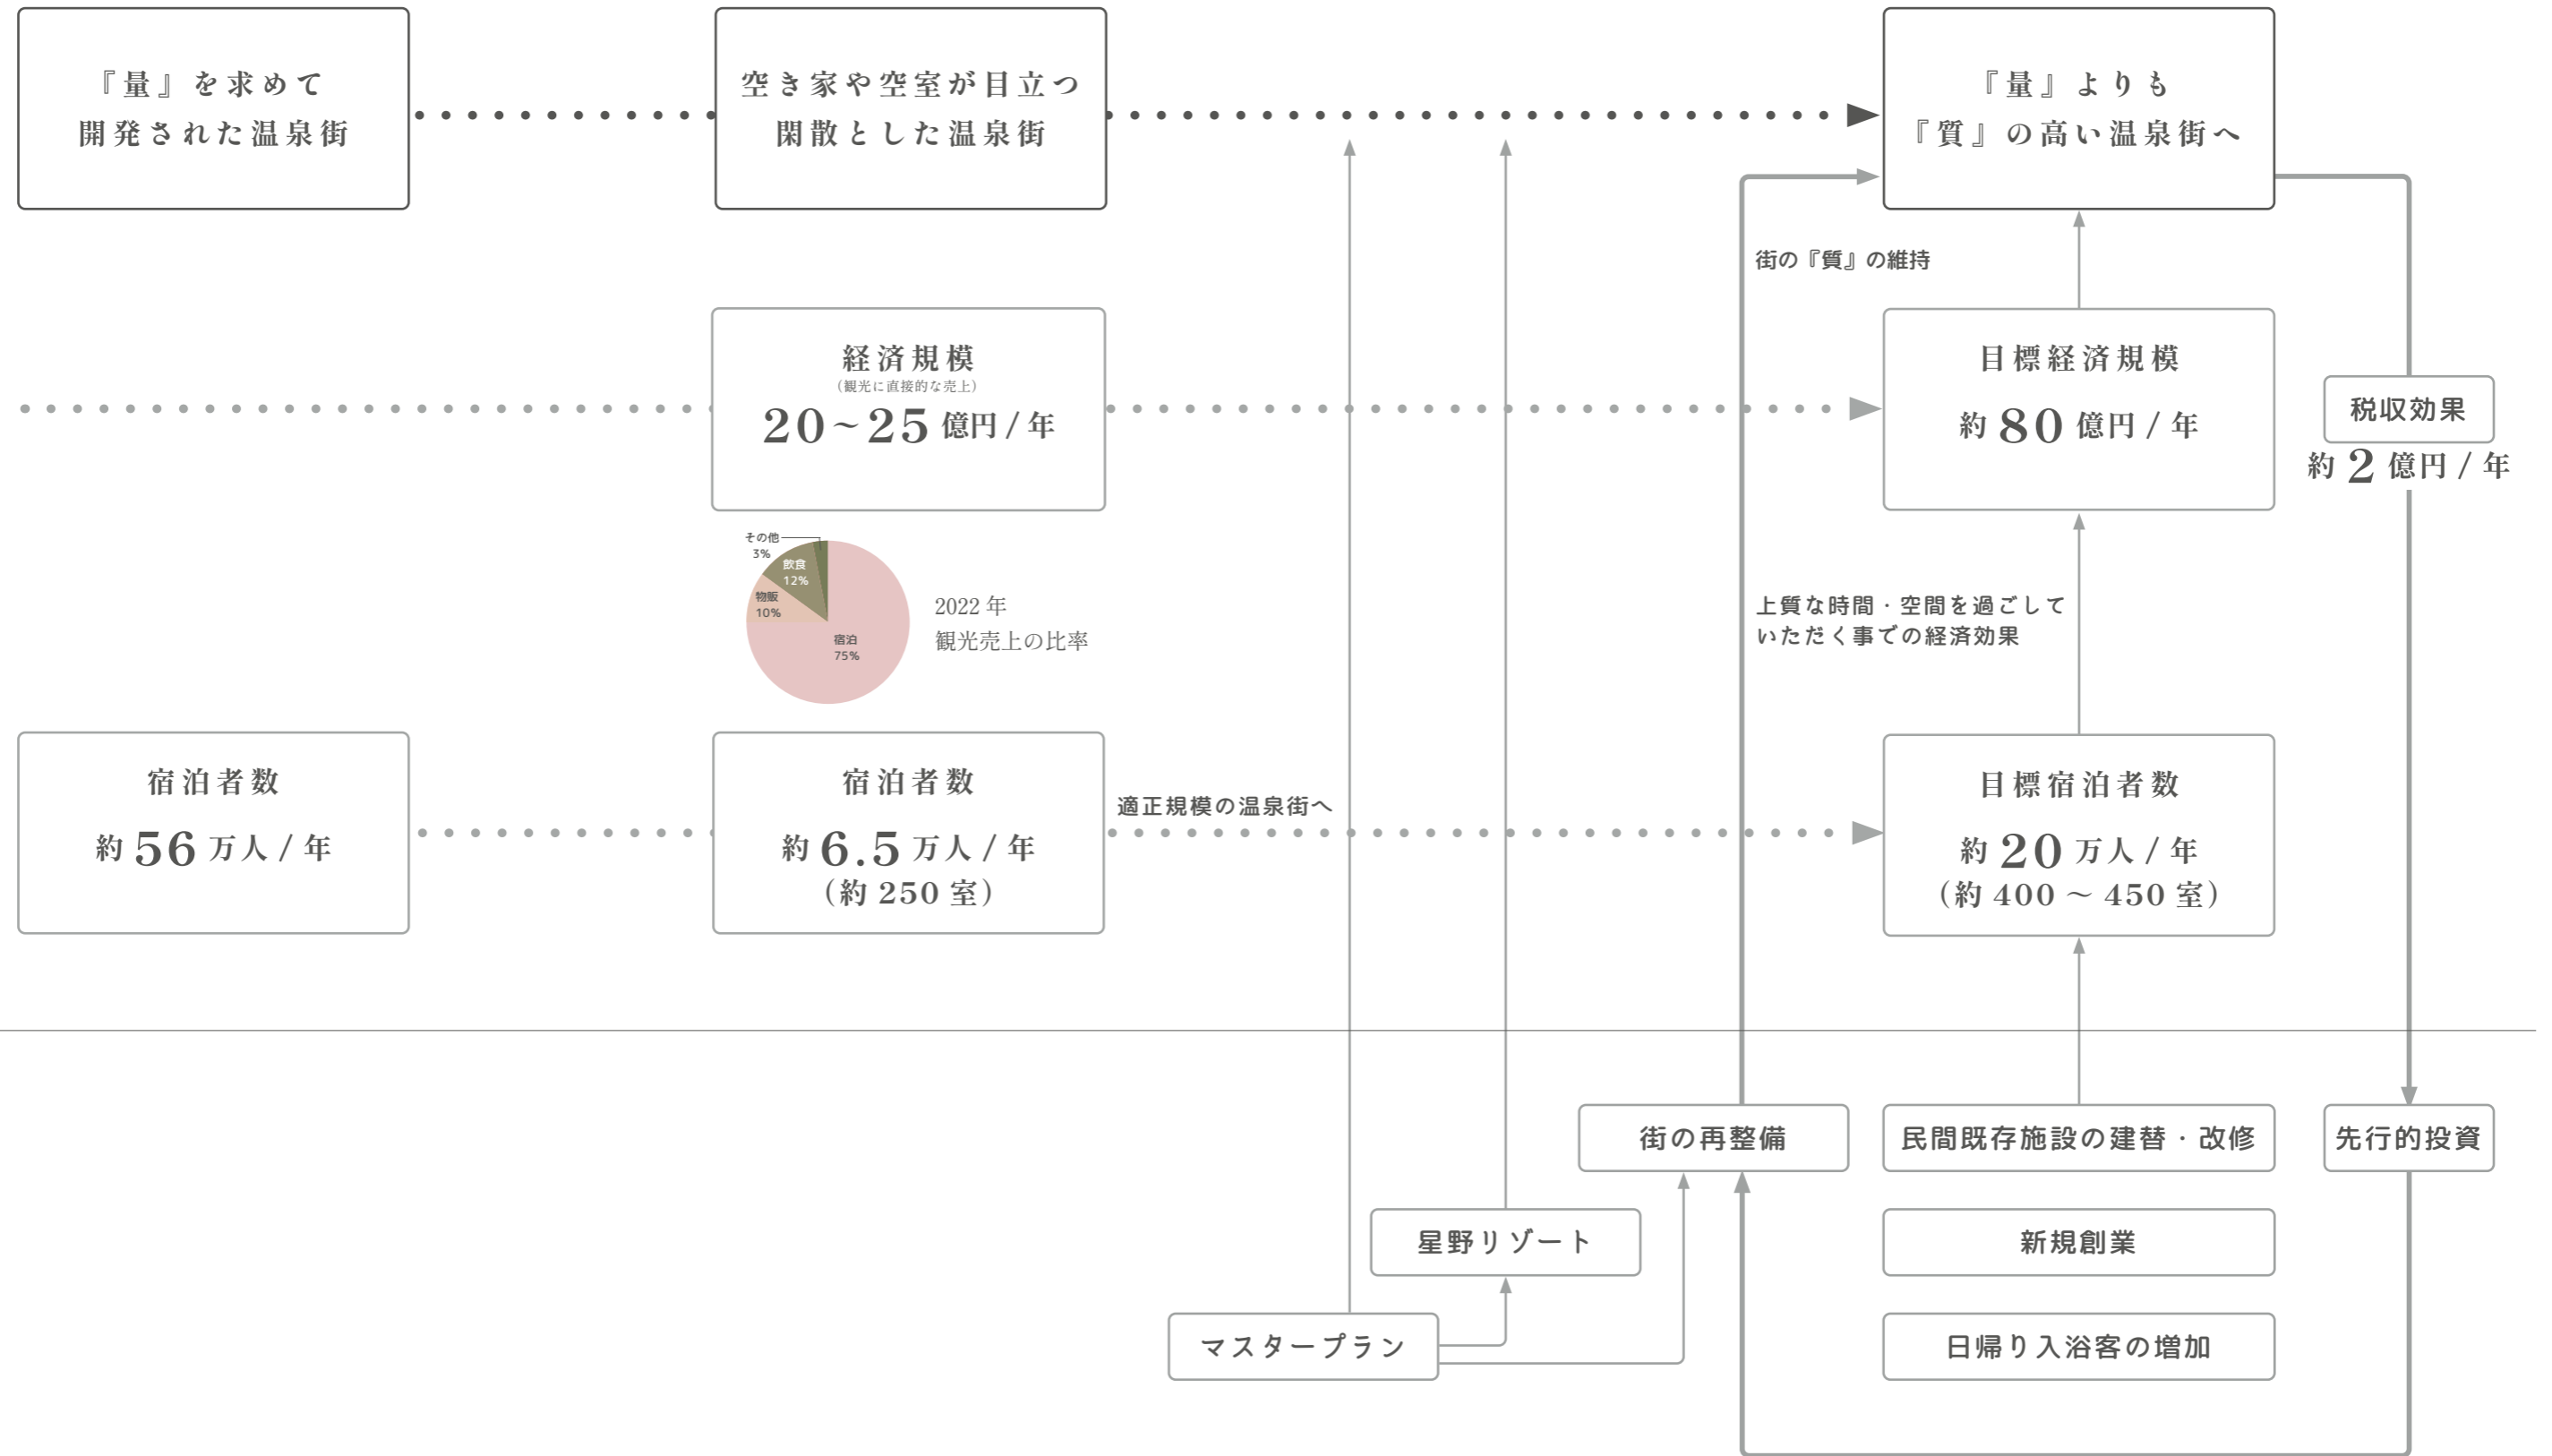 『量』を求めて
開発された温泉街
空き家や空室が目立つ
閑散とした温泉街
『量』よりも
『質』の高い温泉街へ
街の『質』の維持
経済規模
（観光に直接的な売上）
20~25 億円 / 年
目標経済規模
約 80 億円 / 年
税収効果
約 2 億円 / 年
その他
3%
飲食
12%
物販
10%
宿泊
75%
2022 年
観光売上の比率
上質な時間・空間を過ごして
いただく事での経済効果
宿泊者数
約 56 万人 / 年
宿泊者数
約 6.5 万人 / 年
（約 250 室）
適正規模の温泉街へ
目標宿泊者数
約 20 万人 / 年
（約 400 ～ 450 室）
街の再整備
民間既存施設の建替・改修
先行的投資
星野リゾート
新規創業
マスタープラン
日帰り入浴客の増加